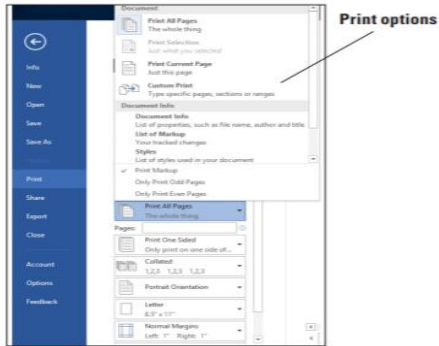 Print options
Document
Print All Pages
The whole thing
Print Selection
Just what you selected
Print Current Page
Just this page
Custom Print
Type specific pages, sections or ranges
Document Info
Document Info
List of properties, such as file name, author and title
List of Markup
Your tracked changes
Styles
List of styles used in your document
Print Markup
Only Print Odd Pages
Only Print Even Pages
Info
New
Open
Save
Save As
Print
Share
Export
Close
Account
Options
Feedback
Print All Pages
The whole thing
Pages:
Print One Sided
Only print on one side of...
Collated
1,2,3 1,2,3 1,2,3
Portrait Orientation
Letter
8.5" x 11"
Normal Margins
Left: 1" Right: 1"